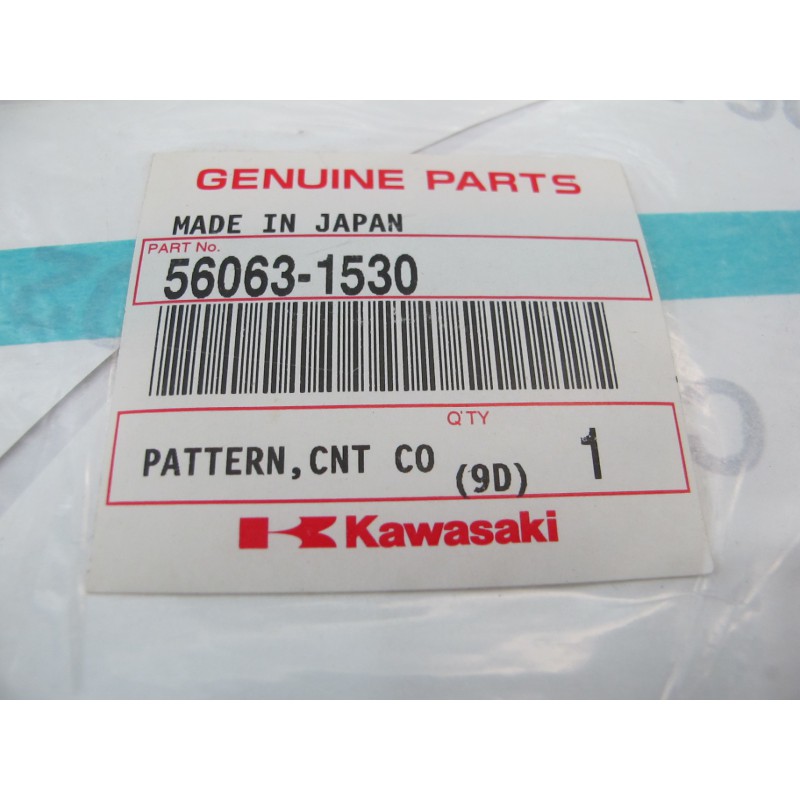 GENUINE PARTS
MADE IN JAPAN
PART No.
56063-1530
Q'TY
PATTERN,CNT CO (9D) 1
Kawasaki